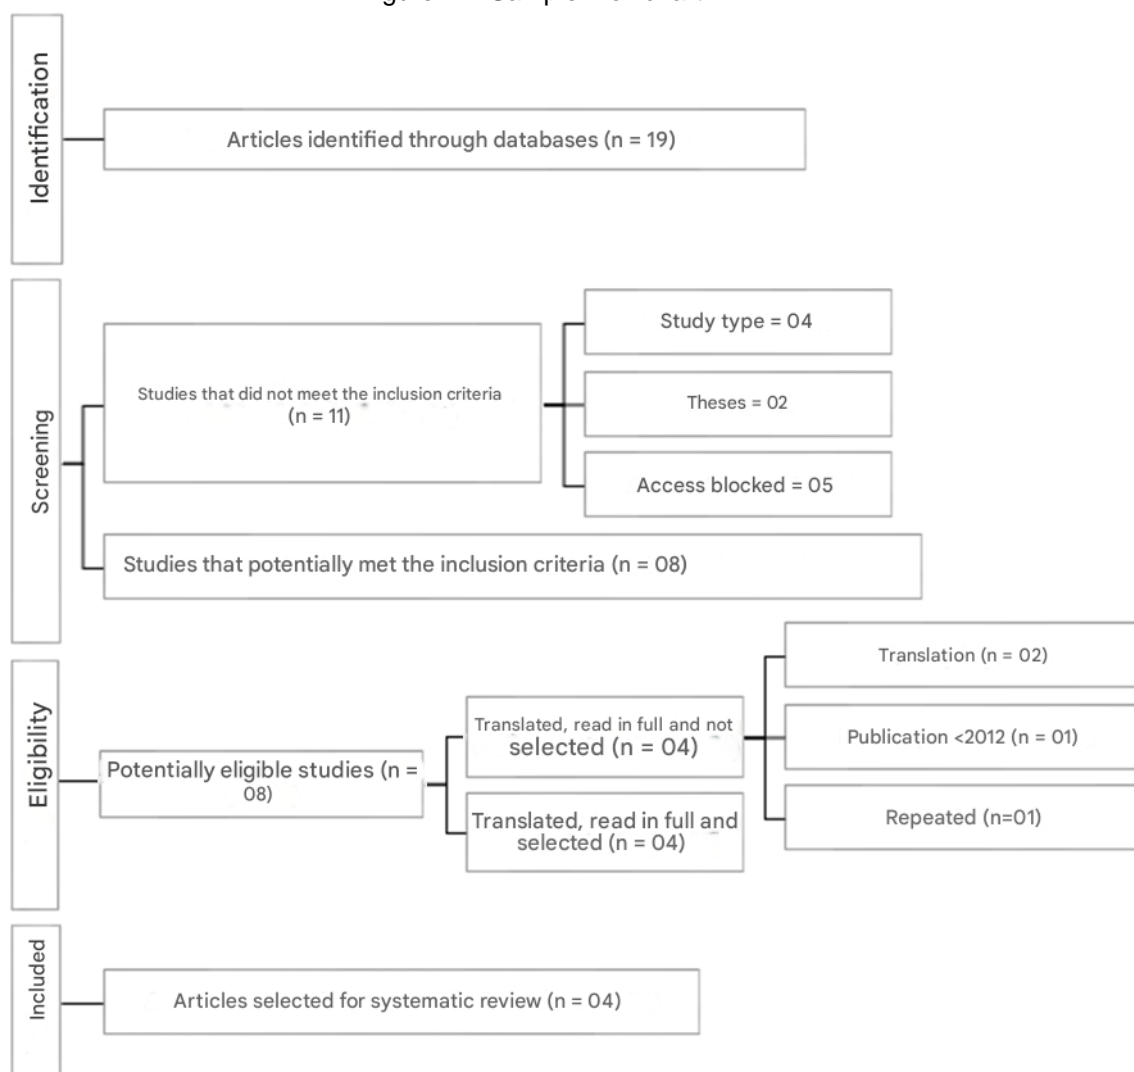 Identification
Articles identified through databases (n = 19)
Screening
Studies that did not meet the inclusion criteria
(n = 11)
Study type = 04
Theses = 02
Access blocked = 05
Studies that potentially met the inclusion criteria (n = 08)
Eligibility
Potentially eligible studies (n =
08)
Translated, read in full and not
selected (n = 04)
Translated, read in full and
selected (n = 04)
Translation (n = 02)
Publication <2012 (n = 01)
Repeated (n=01)
Included
Articles selected for systematic review (n = 04)